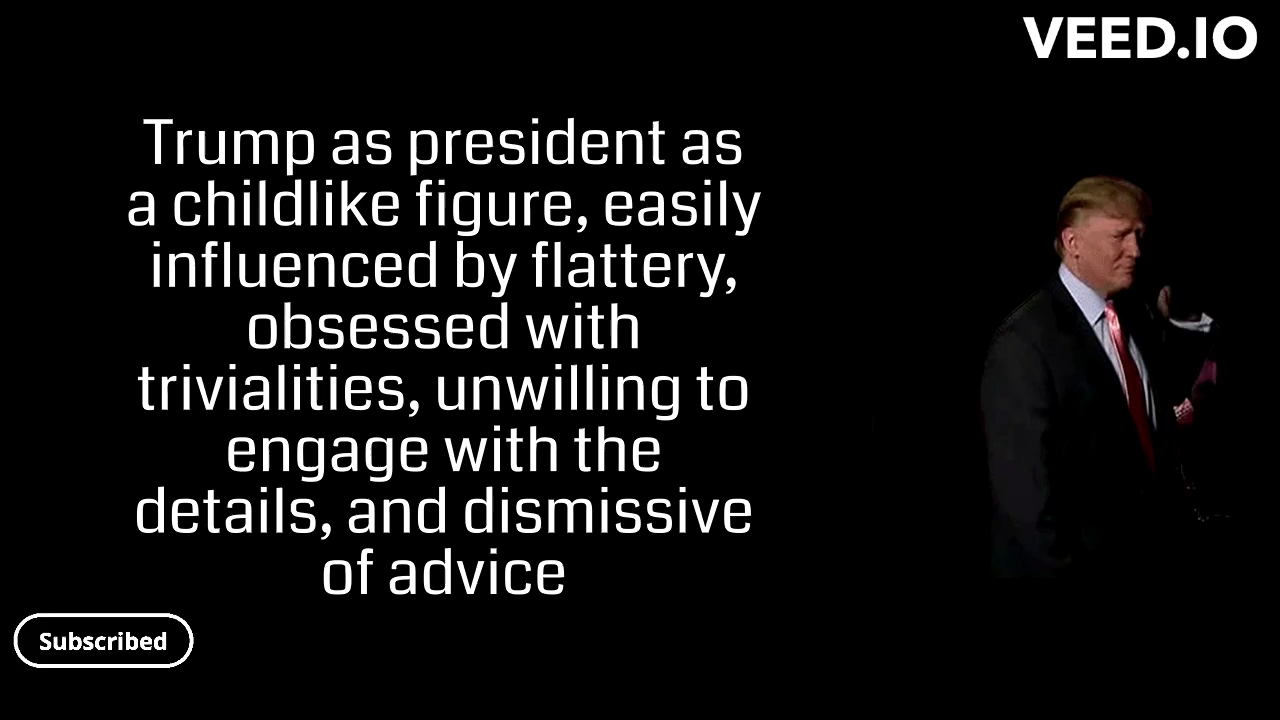 VEED.IO
Trump as president as
a childlike figure, easily
influenced by flattery,
obsessed with
trivialities, unwilling to
engage with the
details, and dismissive
of advice
Subscribed